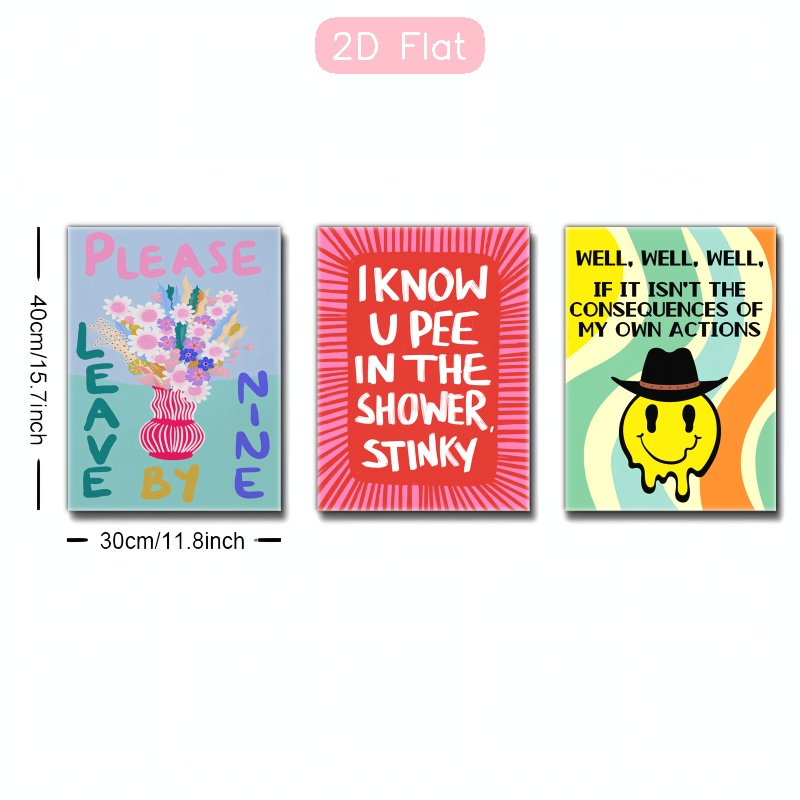 2D Flat
40cm/15.7inch
30cm/11.8inch
PLEASE
LEAVE
BY
NINE
I KNOW
U PEE
IN THE
SHOWER,
STINKY
WELL, WELL, WELL,
IF IT ISN'T THE
CONSEQUENCES OF
MY OWN ACTIONS